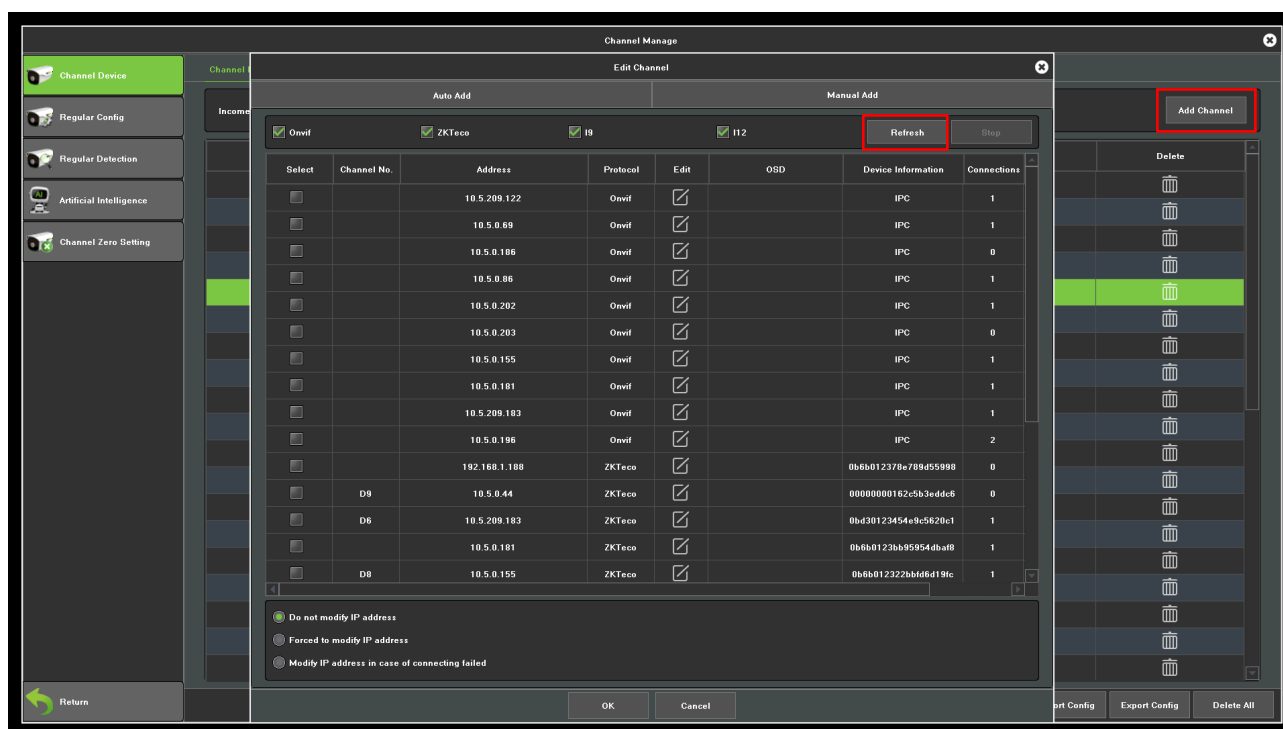 Channel Manage
Edit Channel
Channel Device
Auto Add
Manual Add
Regular Config
Income
Add Channel
Onvif ZKTeco I9 I12 Refresh Stop
Regular Detection
Select Channel No. Address Protocol Edit OSD Device Information Connections
Delete
Artificial Intelligence
Channel Zero Setting
10.5.209.122 Onvif IPC 1
10.5.0.69 Onvif IPC 1
10.5.0.186 Onvif IPC 0
10.5.0.86 Onvif IPC 1
10.5.0.202 Onvif IPC 1
10.5.0.203 Onvif IPC 0
10.5.0.155 Onvif IPC 1
10.5.0.181 Onvif IPC 1
10.5.209.183 Onvif IPC 1
10.5.0.196 Onvif IPC 2
192.168.1.188 ZKTeco 0b6b012378e789d55998 0
D9 10.5.0.44 ZKTeco 00000000162c5b3eddc6 0
D6 10.5.209.183 ZKTeco 0bd30123454e9c5620c1 1
10.5.0.181 ZKTeco 0b6b0123bb95954dbaf8 1
D8 10.5.0.155 ZKTeco 0b6b012322bbfd6d19fc 1
Do not modify IP address
Forced to modify IP address
Modify IP address in case of connecting failed
Return
OK Cancel
ort Config Export Config Delete All